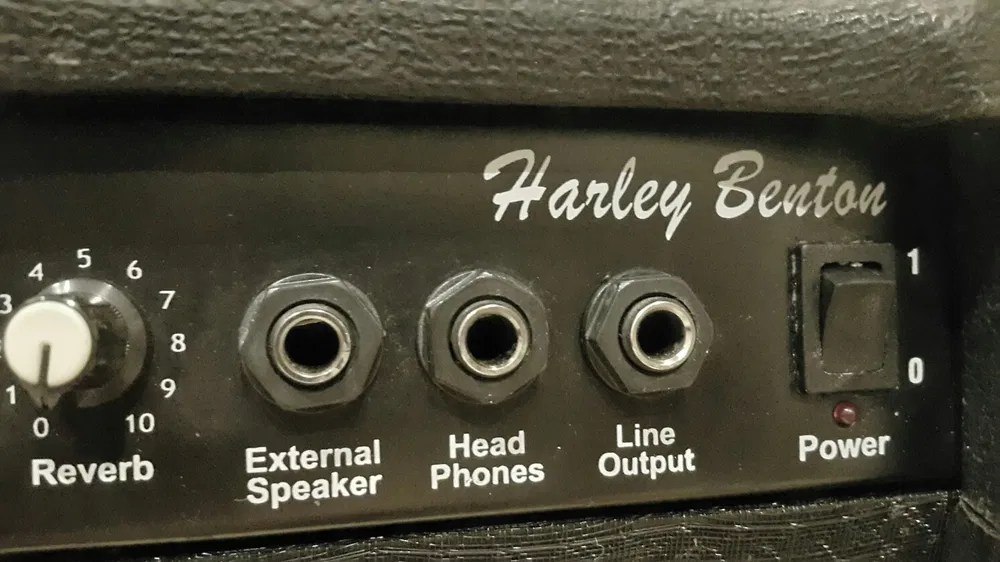 Harley Benton
3
4
5
6
7
8
9
10
1
0
Reverb
External
Speaker
Head
Phones
Line
Output
1
0
Power